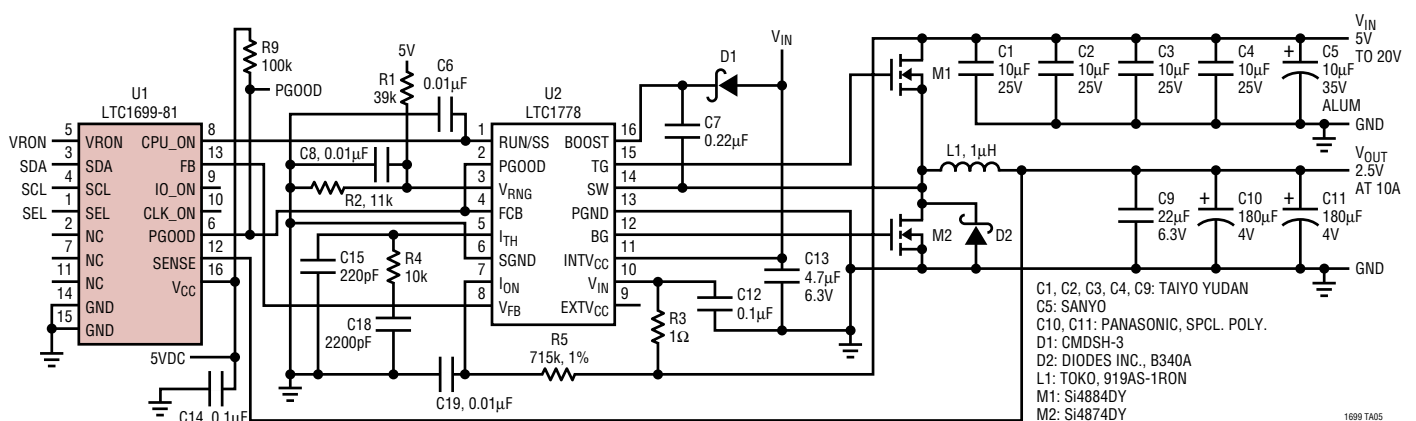 R9
100k
PGOOD
U1
LTC1699-81
VRON
5
VRON
CPU_ON
8
SDA
3
SDA
FB
13
SCL
4
SCL
IO_ON
9
SEL
1
SEL
CLK_ON
10
2
NC
PGOOD
6
7
NC
SENSE
12
11
NC
VCC
16
14
GND
15
GND
5VDC
C14, 0.1µF
5V
R1
39k
C6
0.01µF
C8, 0.01µF
R2, 11k
C15
220pF
R4
10k
C18
2200pF
C19, 0.01µF
R5
715k, 1%
U2
LTC1778
1
RUN/SS
BOOST
16
2
PGOOD
TG
15
3
VRNG
SW
14
4
FCB
PGND
13
5
ITH
BG
12
6
SGND
INTVCC
11
7
ION
VIN
10
8
VFB
EXTVCC
9
D1
VIN
C7
0.22µF
C13
4.7µF
6.3V
C12
0.1µF
R3
1Ω
M1
M2
D2
L1, 1µH
C1
10µF
25V
C2
10µF
25V
C3
10µF
25V
C4
10µF
25V
+
C5
10µF
35V
ALUM
VIN
5V
TO 20V
GND
VOUT
2.5V
AT 10A
C9
22µF
6.3V
+
C10
180µF
4V
+
C11
180µF
4V
GND
C1, C2, C3, C4, C9: TAIYO YUDAN
C5: SANYO
C10, C11: PANASONIC, SPCL. POLY.
D1: CMDSH-3
D2: DIODES INC., B340A
L1: TOKO, 919AS-1RON
M1: Si4884DY
M2: Si4874DY
1699 TA05